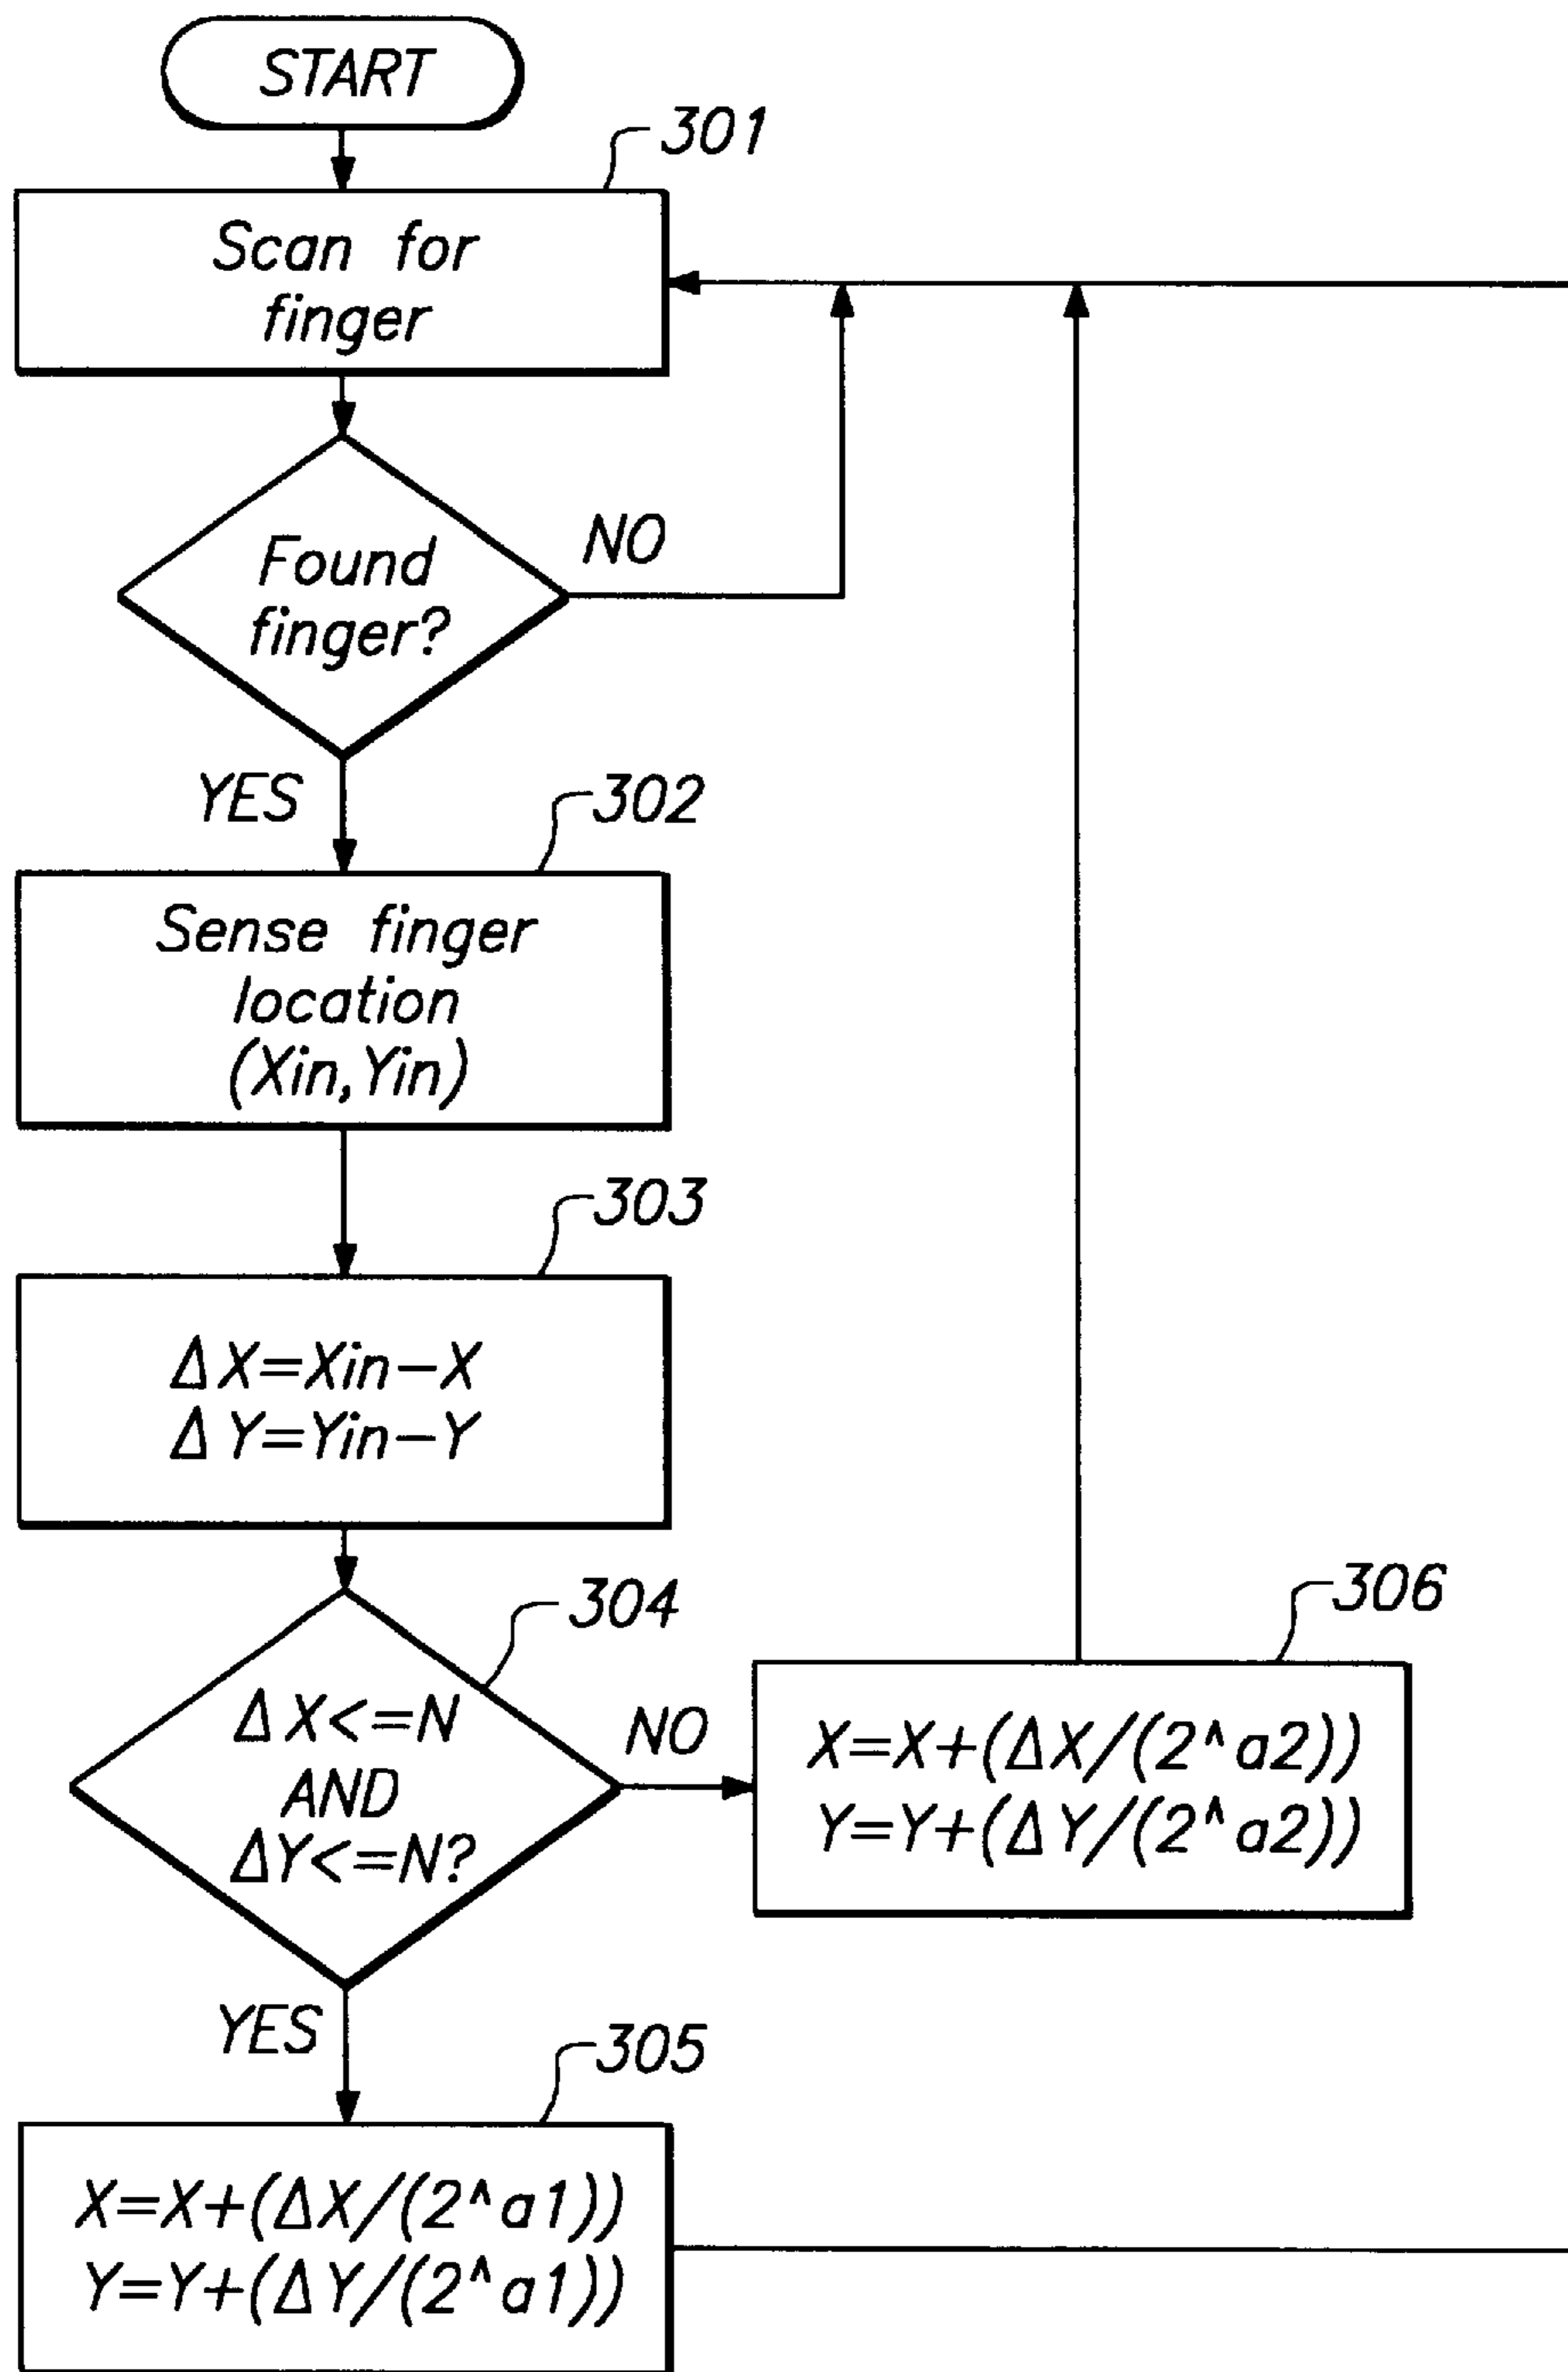 START
301
Scan for
finger
Found
finger?
NO
YES
302
Sense finger
location
(Xin,Yin)
303
ΔX=Xin-X
ΔY=Yin-Y
304
ΔX<=N
AND
ΔY<=N?
NO
306
X=X+(ΔX/(2^a2))
Y=Y+(ΔY/(2^a2))
YES
305
X=X+(ΔX/(2^a1))
Y=Y+(ΔY/(2^a1))